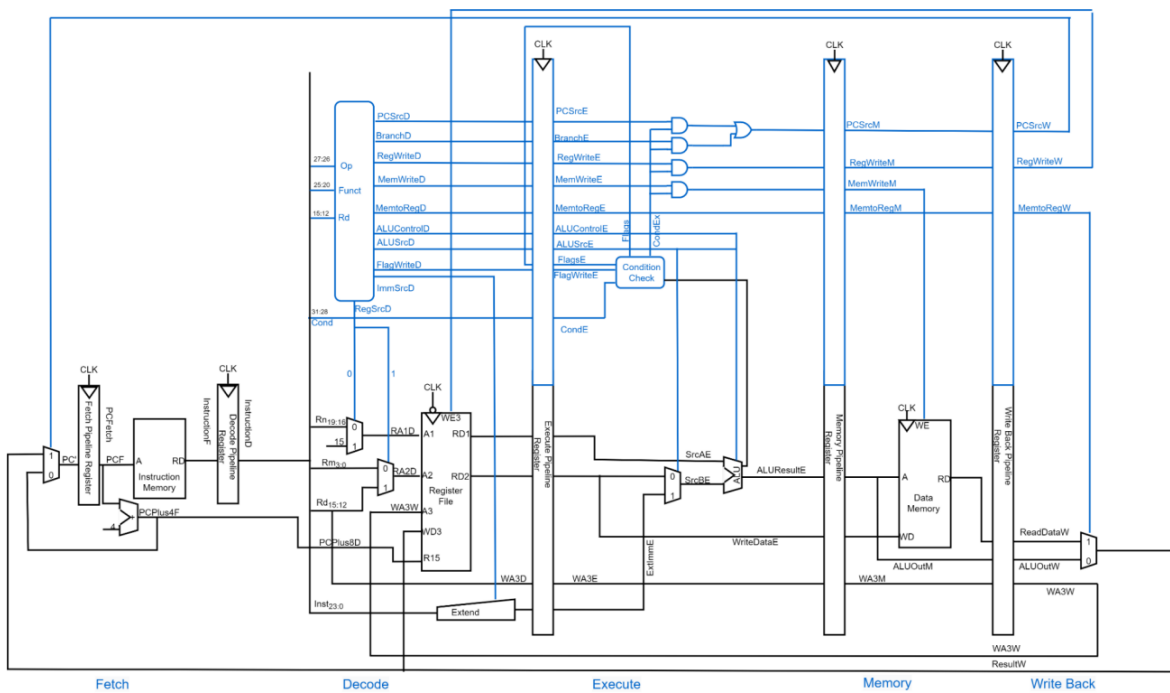 CLK
CLK
CLK
PCSrcD
PCSrcE
PCSrcM
PCSrcW
BranchD
BranchE
27:26
Op
RegWriteD
RegWriteE
RegWriteM
RegWriteW
25:20
Funct
MemWriteD
MemWriteE
MemWriteM
15:12
Rd
MemtoRegD
MemtoRegE
MemtoRegM
MemtoRegW
ALUControlD
ALUControlE
Flags
CondEx
ALUSrcD
ALUSrcE
FlagWriteD
FlagsE
FlagWriteE
Condition
Check
ImmSrcD
RegSrcD
31:28
Cond
CondE
0
1
CLK
CLK
CLK
CLK
Fetch Pipeline Register
PCFetch
InstructionF
Decode Pipeline
Register
InstructionD
Rn19:16
0
15
1
RA1D
WE3
A1
RD1
Execute Pipeline
Register
Memory Pipeline
Register
WE
Write Back Pipeline
Register
1
0
PC'
PCF
A
RD
Instruction
Memory
Rm3:0
0
1
RA2D
A2
RD2
Register
File
SrcAE
0
1
SrcBE
ALU
ALUResultE
A
RD
Data
Memory
Rd15:12
WA3W
A3
4
+
PCPlus4F
WD3
WriteDataE
WD
ReadDataW
1
0
PCPlus8D
R15
ExtImmE
ALUOutM
ALUOutW
WA3D
WA3E
WA3M
WA3W
Inst23:0
Extend
WA3W
ResultW
Fetch
Decode
Execute
Memory
Write Back